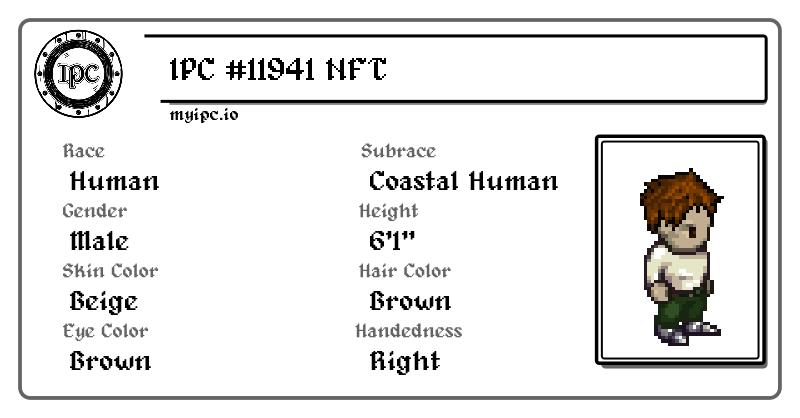 IPC
IPC #11941 NFT
myipc.io
Race
Human
Subrace
Coastal Human
Gender
Male
Height
6'1"
Skin Color
Beige
Hair Color
Brown
Eye Color
Brown
Handedness
Right